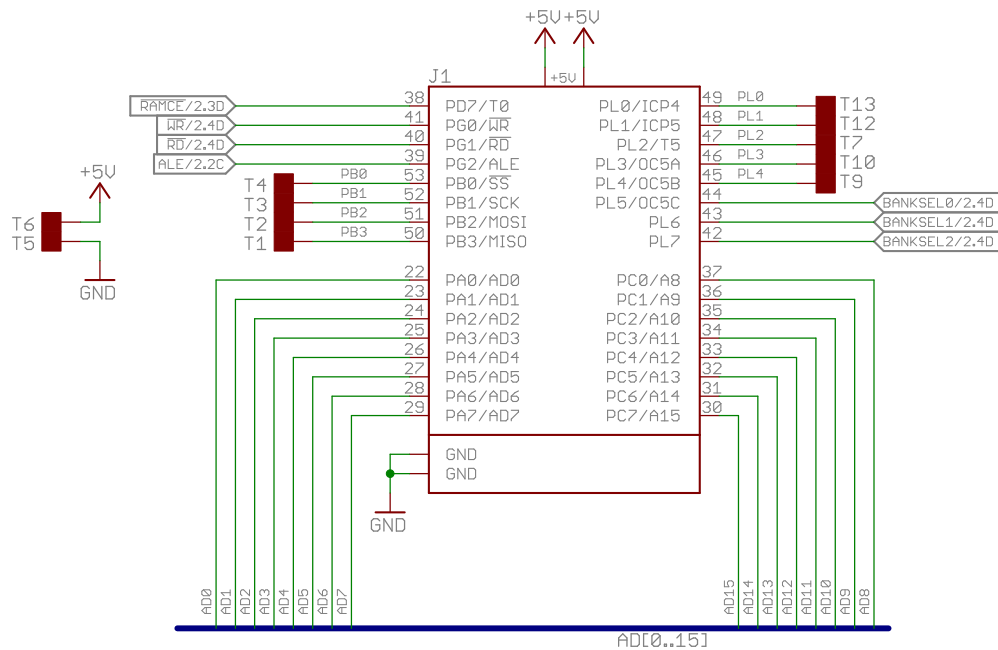 +5V +5V
+5V
J1
RAMCE/2.3D 38 PD7/T0 PL0/ICP4 49 PL0 T13
WR/2.4D 41 PG0/WR PL1/ICP5 48 PL1 T12
RD/2.4D 40 PG1/RD PL2/T5 47 PL2 T7
ALE/2.2C 39 PG2/ALE PL3/OC5A 46 PL3 T10
T4 PB0 53 PB0/SS PL4/OC5B 45 PL4 T9
T3 PB1 52 PB1/SCK PL5/OC5C 44 BANKSEL0/2.4D
T2 PB2 51 PB2/MOSI PL6 43 BANKSEL1/2.4D
T1 PB3 50 PB3/MISO PL7 42 BANKSEL2/2.4D
+5V
T6
T5
GND
22 PA0/AD0 PC0/A8 37
23 PA1/AD1 PC1/A9 36
24 PA2/AD2 PC2/A10 35
25 PA3/AD3 PC3/A11 34
26 PA4/AD4 PC4/A12 33
27 PA5/AD5 PC5/A13 32
28 PA6/AD6 PC6/A14 31
29 PA7/AD7 PC7/A15 30
GND
GND
GND
AD0 AD1 AD2 AD3 AD4 AD5 AD6 AD7 AD15 AD14 AD13 AD12 AD11 AD10 AD9 AD8
AD[0..15]